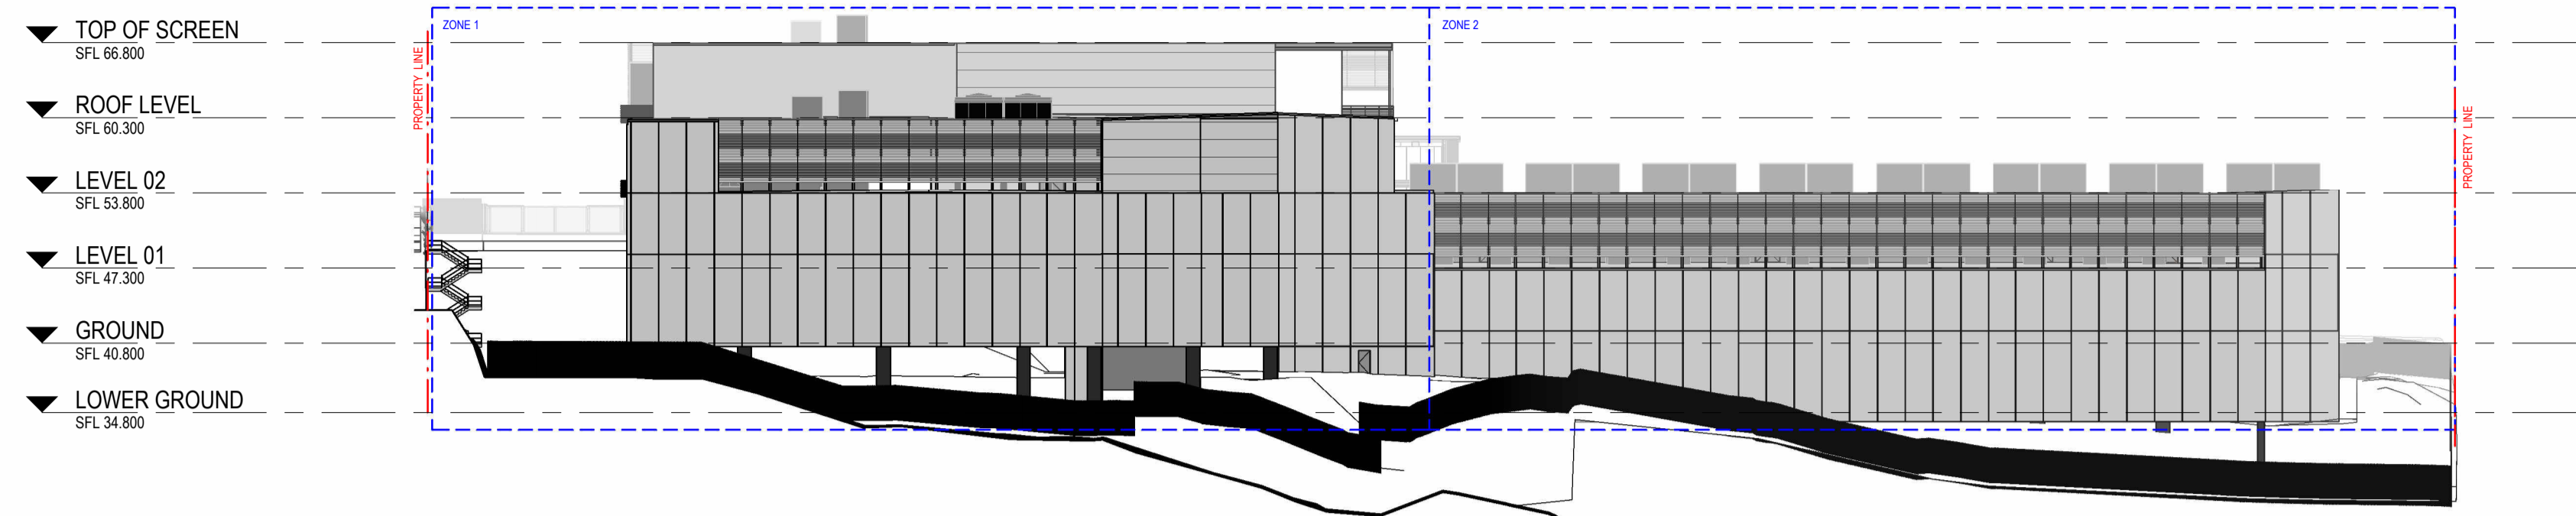 TOP OF SCREEN
SFL 66.800
ROOF LEVEL
SFL 60.300
LEVEL 02
SFL 53.800
LEVEL 01
SFL 47.300
GROUND
SFL 40.800
LOWER GROUND
SFL 34.800
PROPERTY LINE
ZONE 1
ZONE 2
PROPERTY LINE